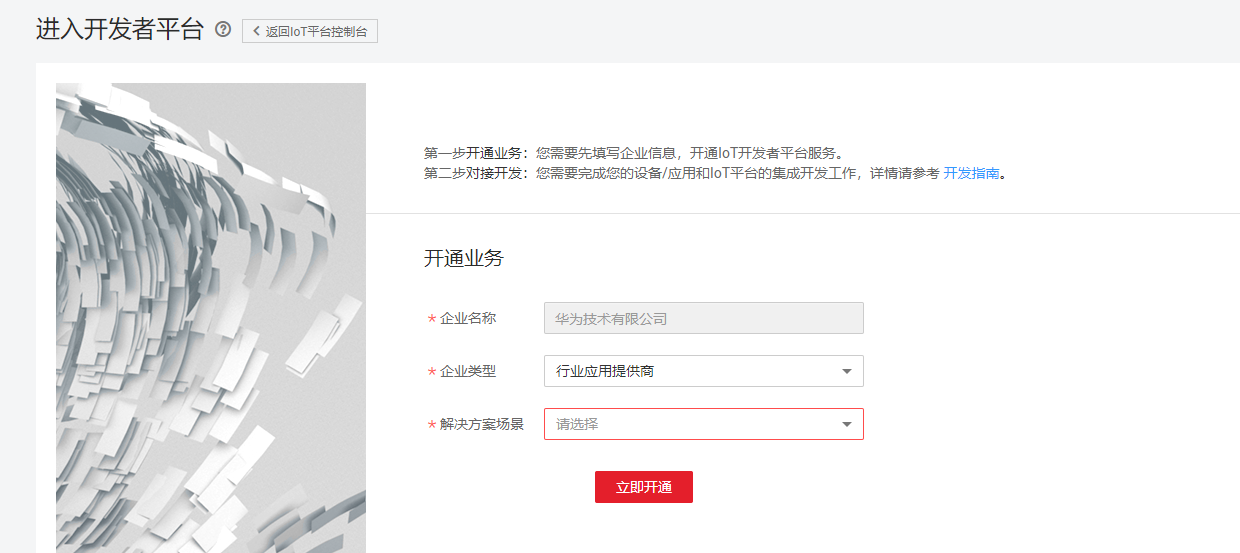 进入开发者平台 ? < 返回IoT平台控制台
第一步开通业务：您需要先填写企业信息，开通IoT开发者平台服务。
第二步对接开发：您需要完成您的设备/应用和IoT平台的集成开发工作，详情请参考 开发指南。
开通业务
* 企业名称 华为技术有限公司
* 企业类型 行业应用提供商
* 解决方案场景 请选择
立即开通